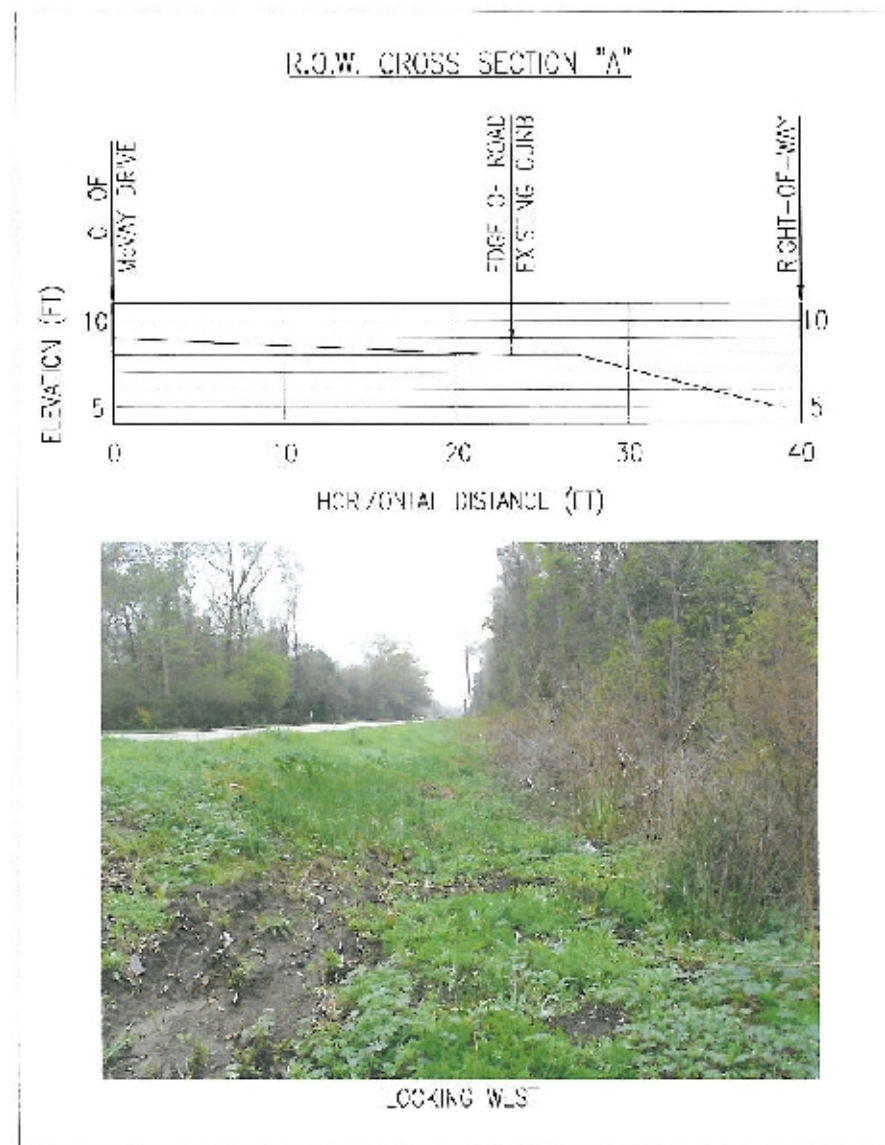 R.O.W. CROSS SECTION "A"
C OF
McVAY DRIVE
EDGE OF ROAD
EXISTING CURB
RIGHT-OF-WAY
ELEVATION (FT)
10
5
10
5
0 10 20 30 40
HORIZONTAL DISTANCE (FT)
LOOKING WEST